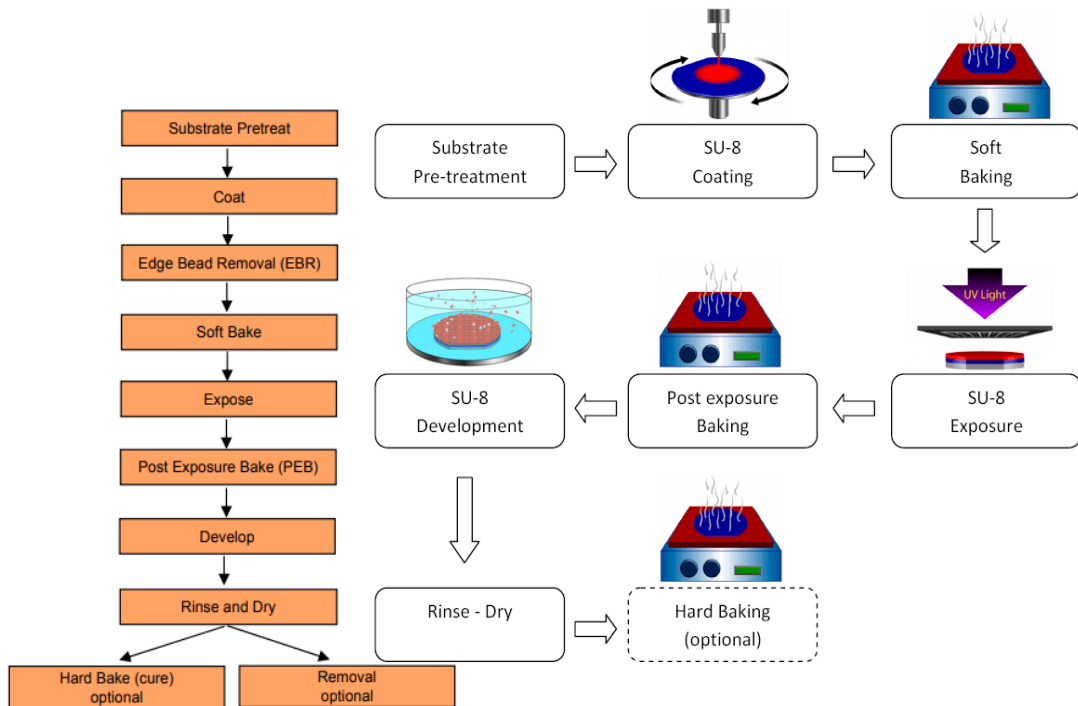 Substrate Pretreat
Coat
Edge Bead Removal (EBR)
Soft Bake
Expose
Post Exposure Bake (PEB)
Develop
Rinse and Dry
Hard Bake (cure)
optional
Removal
optional
Substrate
Pre-treatment
SU-8
Coating
Soft
Baking
UV Light
SU-8
Exposure
Post exposure
Baking
SU-8
Development
Rinse - Dry
Hard Baking
(optional)